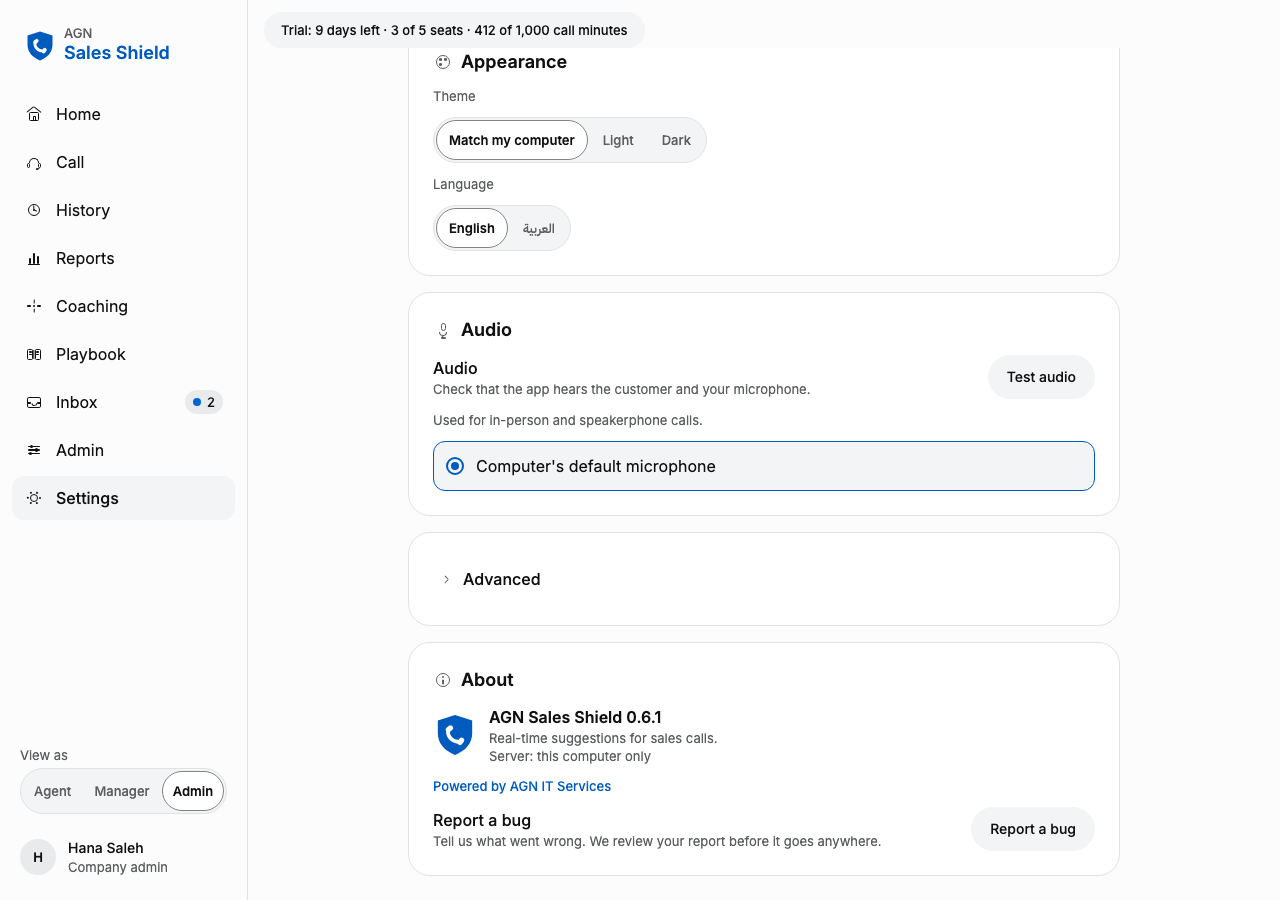 AGN
Sales Shield
Home
Call
History
Reports
Coaching
Playbook
Inbox
2
Admin
Settings
View as
Agent
Manager
Admin
H
Hana Saleh
Company admin
Trial: 9 days left · 3 of 5 seats · 412 of 1,000 call minutes
Appearance
Theme
Match my computer
Light
Dark
Language
English
العربية
Audio
Audio
Check that the app hears the customer and your microphone.
Test audio
Used for in-person and speakerphone calls.
Computer's default microphone
Advanced
About
AGN Sales Shield 0.6.1
Real-time suggestions for sales calls.
Server: this computer only
Powered by AGN IT Services
Report a bug
Tell us what went wrong. We review your report before it goes anywhere.
Report a bug